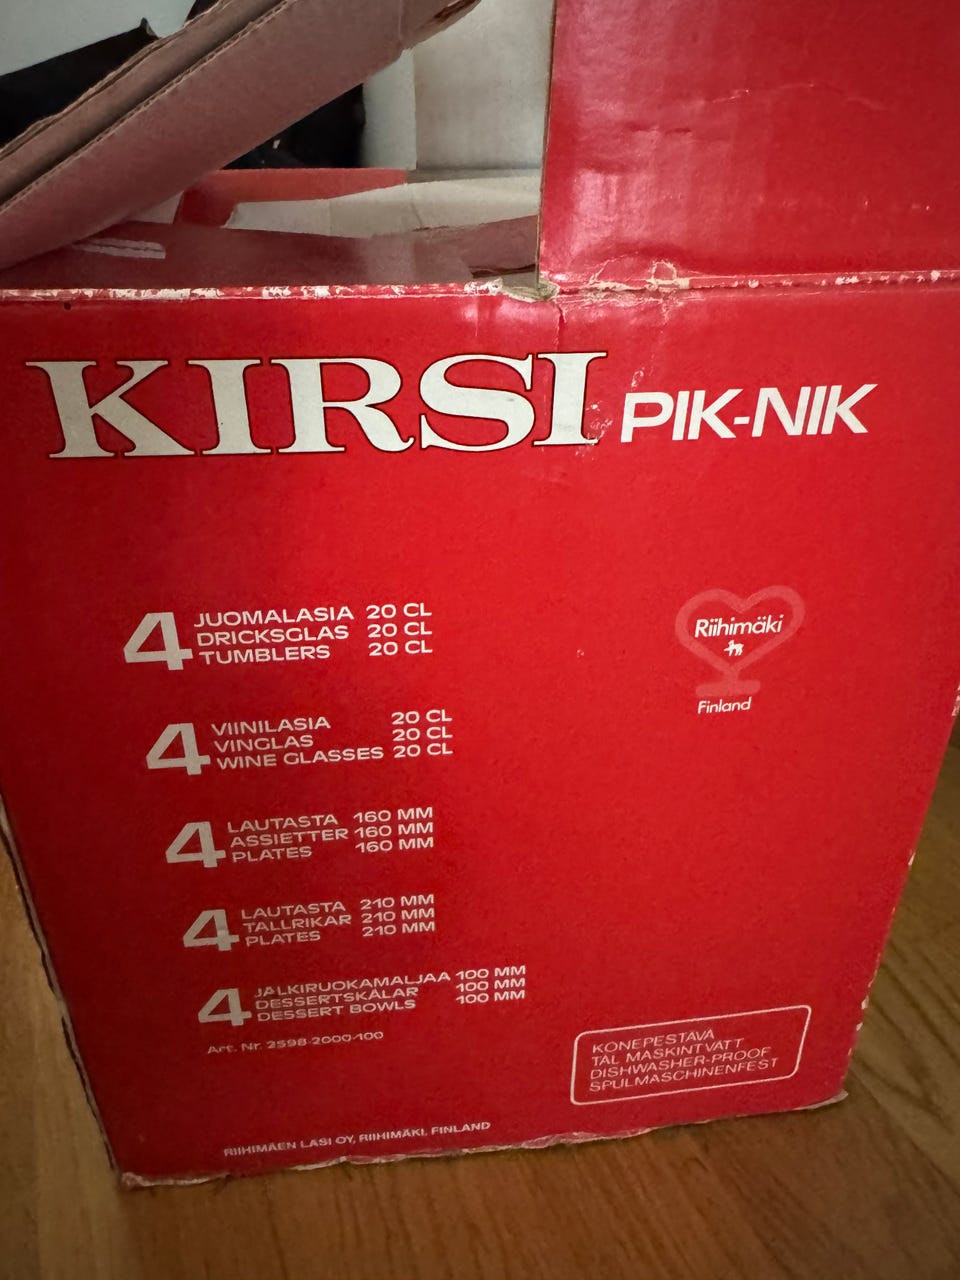 KIRSI PIK-NIK
4 JUOMALASIA 20 CL
DRICKSGLAS 20 CL
TUMBLERS 20 CL
Riihimäki
Finland
4 VIINILASIA 20 CL
VINGLAS 20 CL
WINE GLASSES 20 CL
4 LAUTASTA 160 MM
ASSIETTER 160 MM
PLATES 160 MM
4 LAUTASTA 210 MM
TALLRIKAR 210 MM
PLATES 210 MM
4 JÄLKIRUOKAMALJAA 100 MM
DESSERTSKÅLAR 100 MM
DESSERT BOWLS 100 MM
Art. Nr. 2598-2000-100
KONEPESTÄVÄ
TÅL MASKINTVÄTT
DISHWASHER-PROOF
SPÜLMASCHINENFEST
RIIHIMÄEN LASI OY, RIIHIMÄKI, FINLAND